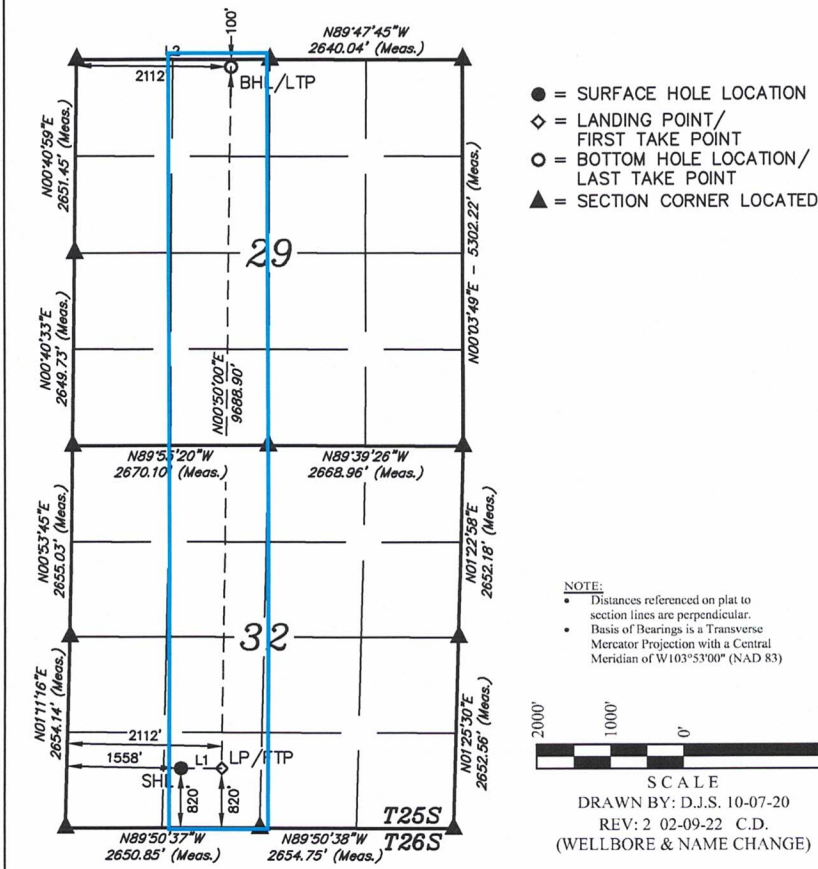 N89°47'45"W
2640.04' (Meas.)
100'
L2
2112'
BHL/LTP
N00°40'59"E
2651.45' (Meas.)
N00°03'49"E - 5302.22' (Meas.)
29
N00°40'33"E
2649.73' (Meas.)
N00°50'00"E
9688.90'
N89°55'20"W
2670.10' (Meas.)
N89°39'26"W
2668.96' (Meas.)
N00°53'45"E
2655.03' (Meas.)
N01°22'58"E
2652.18' (Meas.)
32
N01°11'16"E
2654.14' (Meas.)
N01°25'30"E
2652.56' (Meas.)
2112'
1558'
L1
LP/FTP
SHL
820'
820'
T25S
T26S
N89°50'37"W
2650.85' (Meas.)
N89°50'38"W
2654.75' (Meas.)
● = SURFACE HOLE LOCATION
◇ = LANDING POINT/
FIRST TAKE POINT
○ = BOTTOM HOLE LOCATION/
LAST TAKE POINT
▲ = SECTION CORNER LOCATED
NOTE:
• Distances referenced on plat to
section lines are perpendicular.
• Basis of Bearings is a Transverse
Mercator Projection with a Central
Meridian of W103°53'00" (NAD 83)
2000'
1000'
0'
SCALE
DRAWN BY: D.J.S. 10-07-20
REV: 2 02-09-22 C.D.
(WELLBORE & NAME CHANGE)